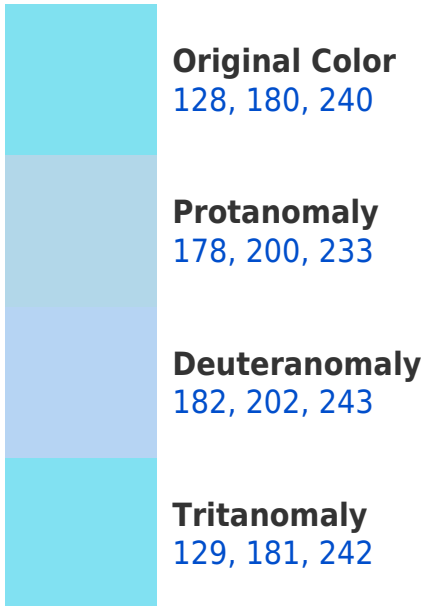 Original Color
128, 180, 240
Protanomaly
178, 200, 233
Deuteranomaly
182, 202, 243
Tritanomaly
129, 181, 242